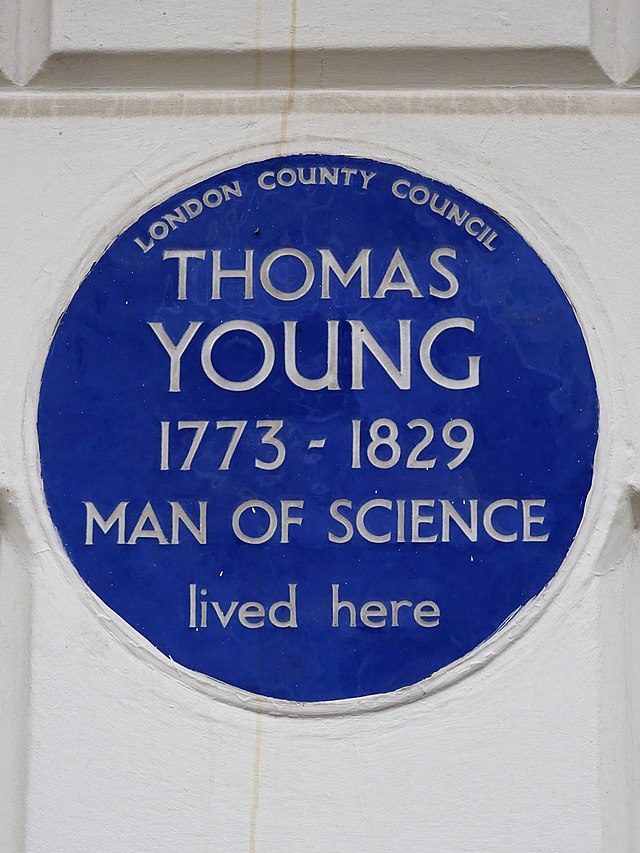 LONDON COUNTY COUNCIL
THOMAS
YOUNG
1773 - 1829
MAN OF SCIENCE
lived here